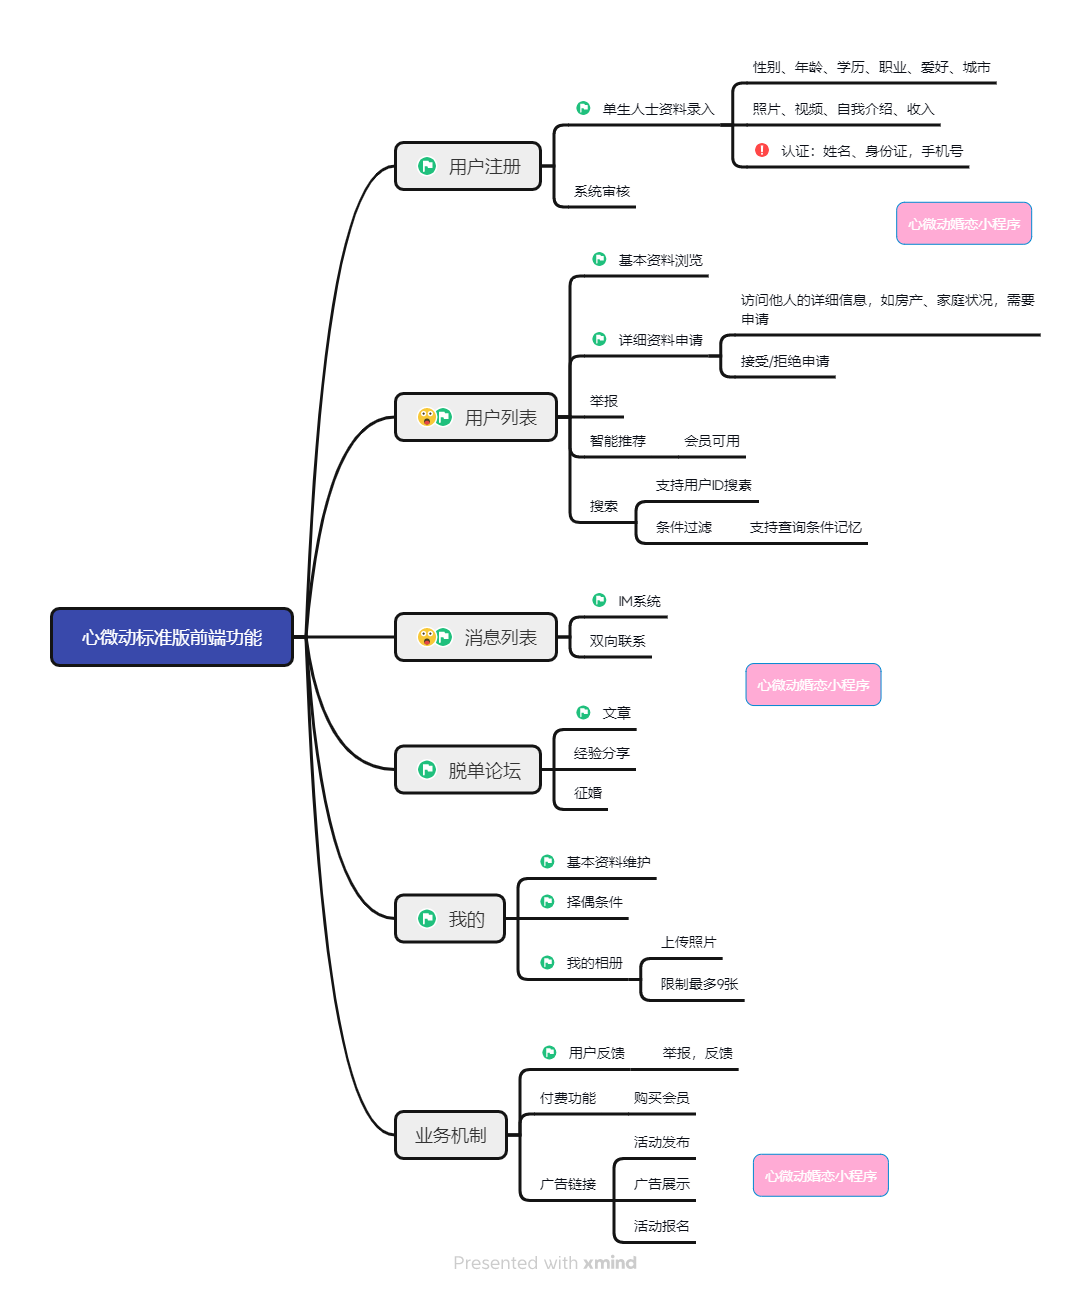 性别、年龄、学历、职业、爱好、城市
单生人士资料录入
照片、视频、自我介绍、收入
认证：姓名、身份证，手机号
用户注册
系统审核
心微动婚恋小程序
基本资料浏览
访问他人的详细信息，如房产、家庭状况，需要
申请
详细资料申请
接受/拒绝申请
举报
用户列表
智能推荐
会员可用
支持用户ID搜素
搜索
条件过滤
支持查询条件记忆
IM系统
心微动标准版前端功能
消息列表
双向联系
心微动婚恋小程序
文章
经验分享
脱单论坛
征婚
基本资料维护
择偶条件
我的
上传照片
我的相册
限制最多9张
用户反馈
举报，反馈
付费功能
购买会员
业务机制
活动发布
广告链接
广告展示
心微动婚恋小程序
活动报名
Presented with xmind